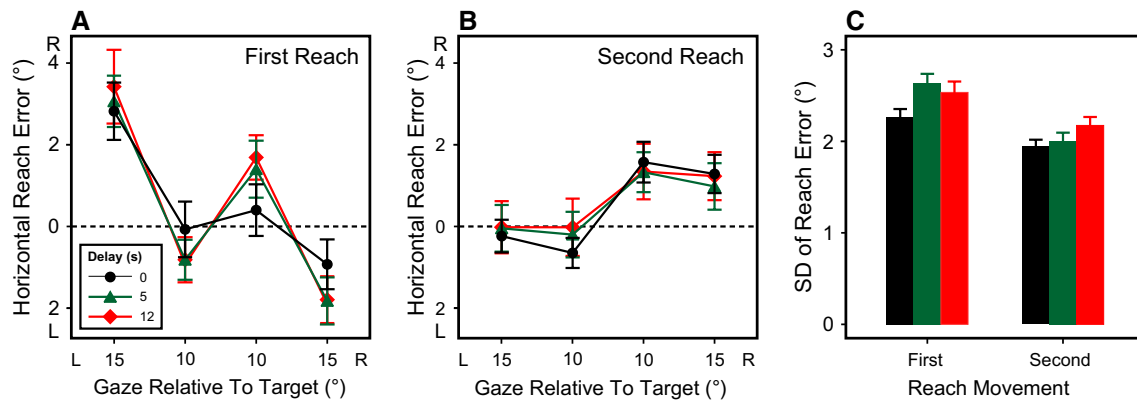 A
First Reach
Horizontal Reach Error (°)
R
4
2
0
2
L
Delay (s)
0
5
12
L 15 10 10 15 R
Gaze Relative To Target (°)
B
Second Reach
Horizontal Reach Error (°)
R
4
2
0
2
L
L 15 10 10 15 R
Gaze Relative To Target (°)
C
SD of Reach Error (°)
3
2
1
0
First Second
Reach Movement